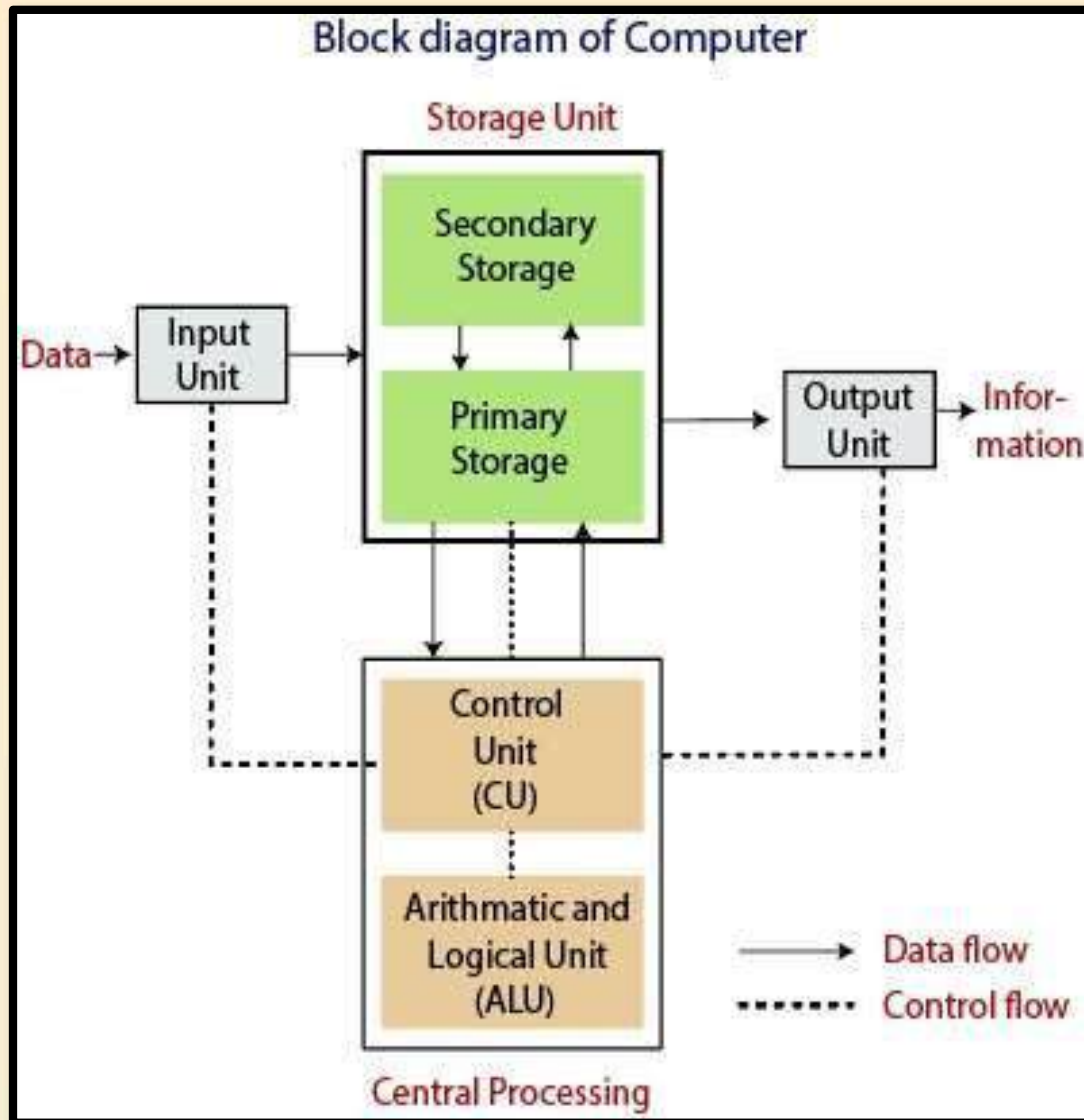 Block diagram of Computer
Storage Unit
Secondary
Storage
Data
Input
Unit
Primary
Storage
Output
Unit
Infor-
mation
Control
Unit
(CU)
Arithmatic and
Logical Unit
(ALU)
Data flow
Control flow
Central Processing